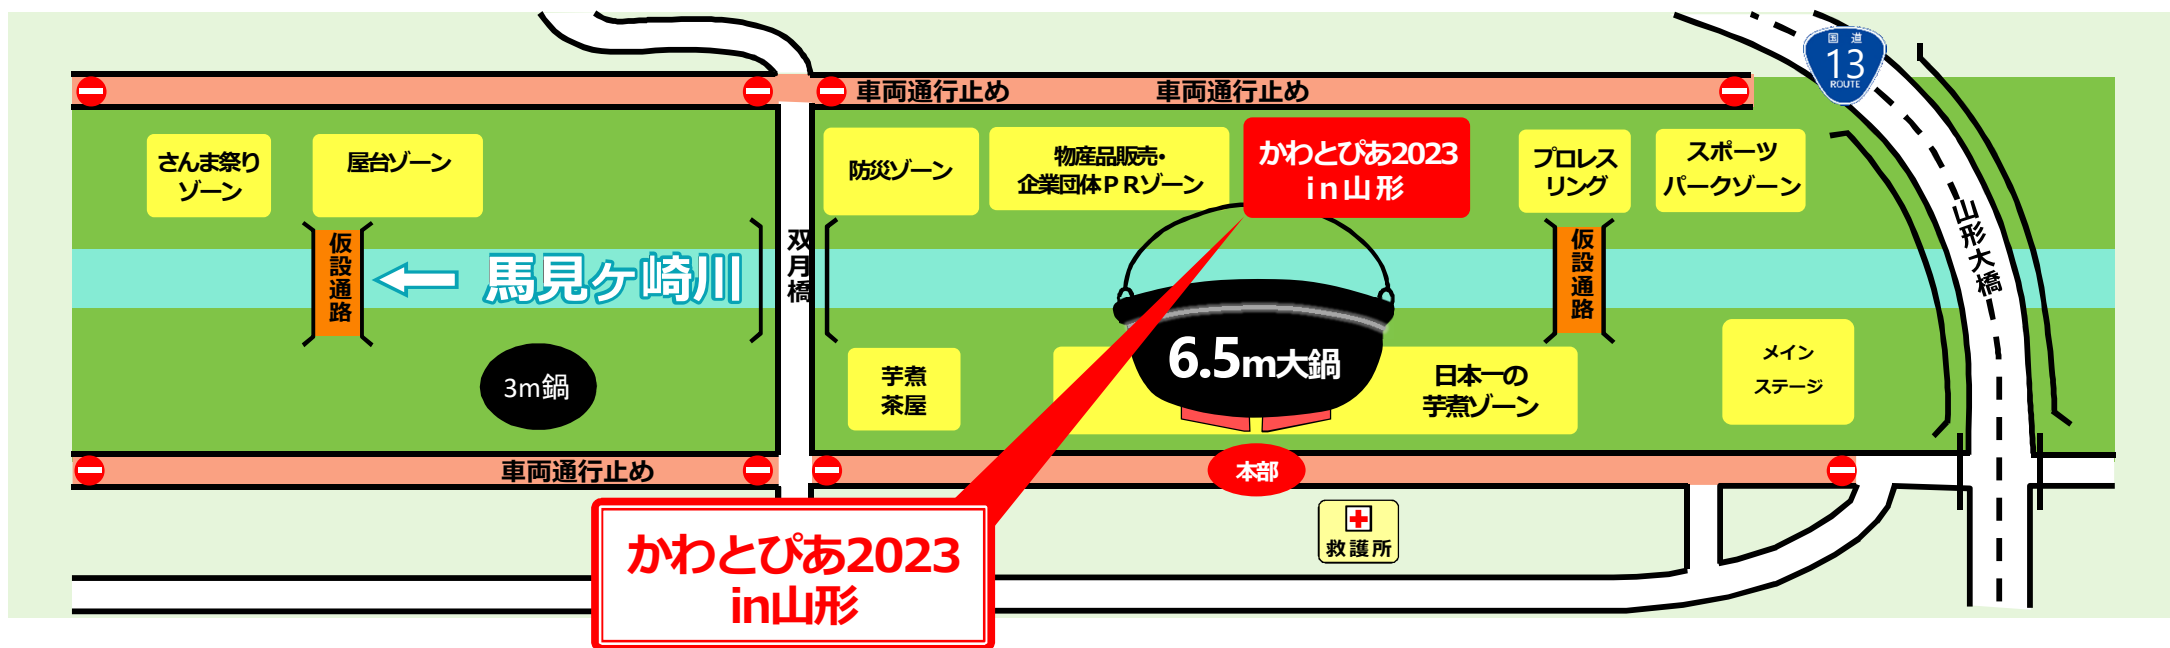 国道
13
ROUTE
車両通行止め
車両通行止め
さんま祭り
ゾーン
屋台ゾーン
防災ゾーン
物産品販売・
企業団体PRゾーン
かわとぴあ2023
in山形
プロレス
リング
スポーツ
パークゾーン
山形大橋
仮設通路
馬見ヶ崎川
双月橋
仮設通路
3m鍋
芋煮
茶屋
6.5m大鍋
日本一の
芋煮ゾーン
メイン
ステージ
車両通行止め
本部
救護所
かわとぴあ2023
in山形